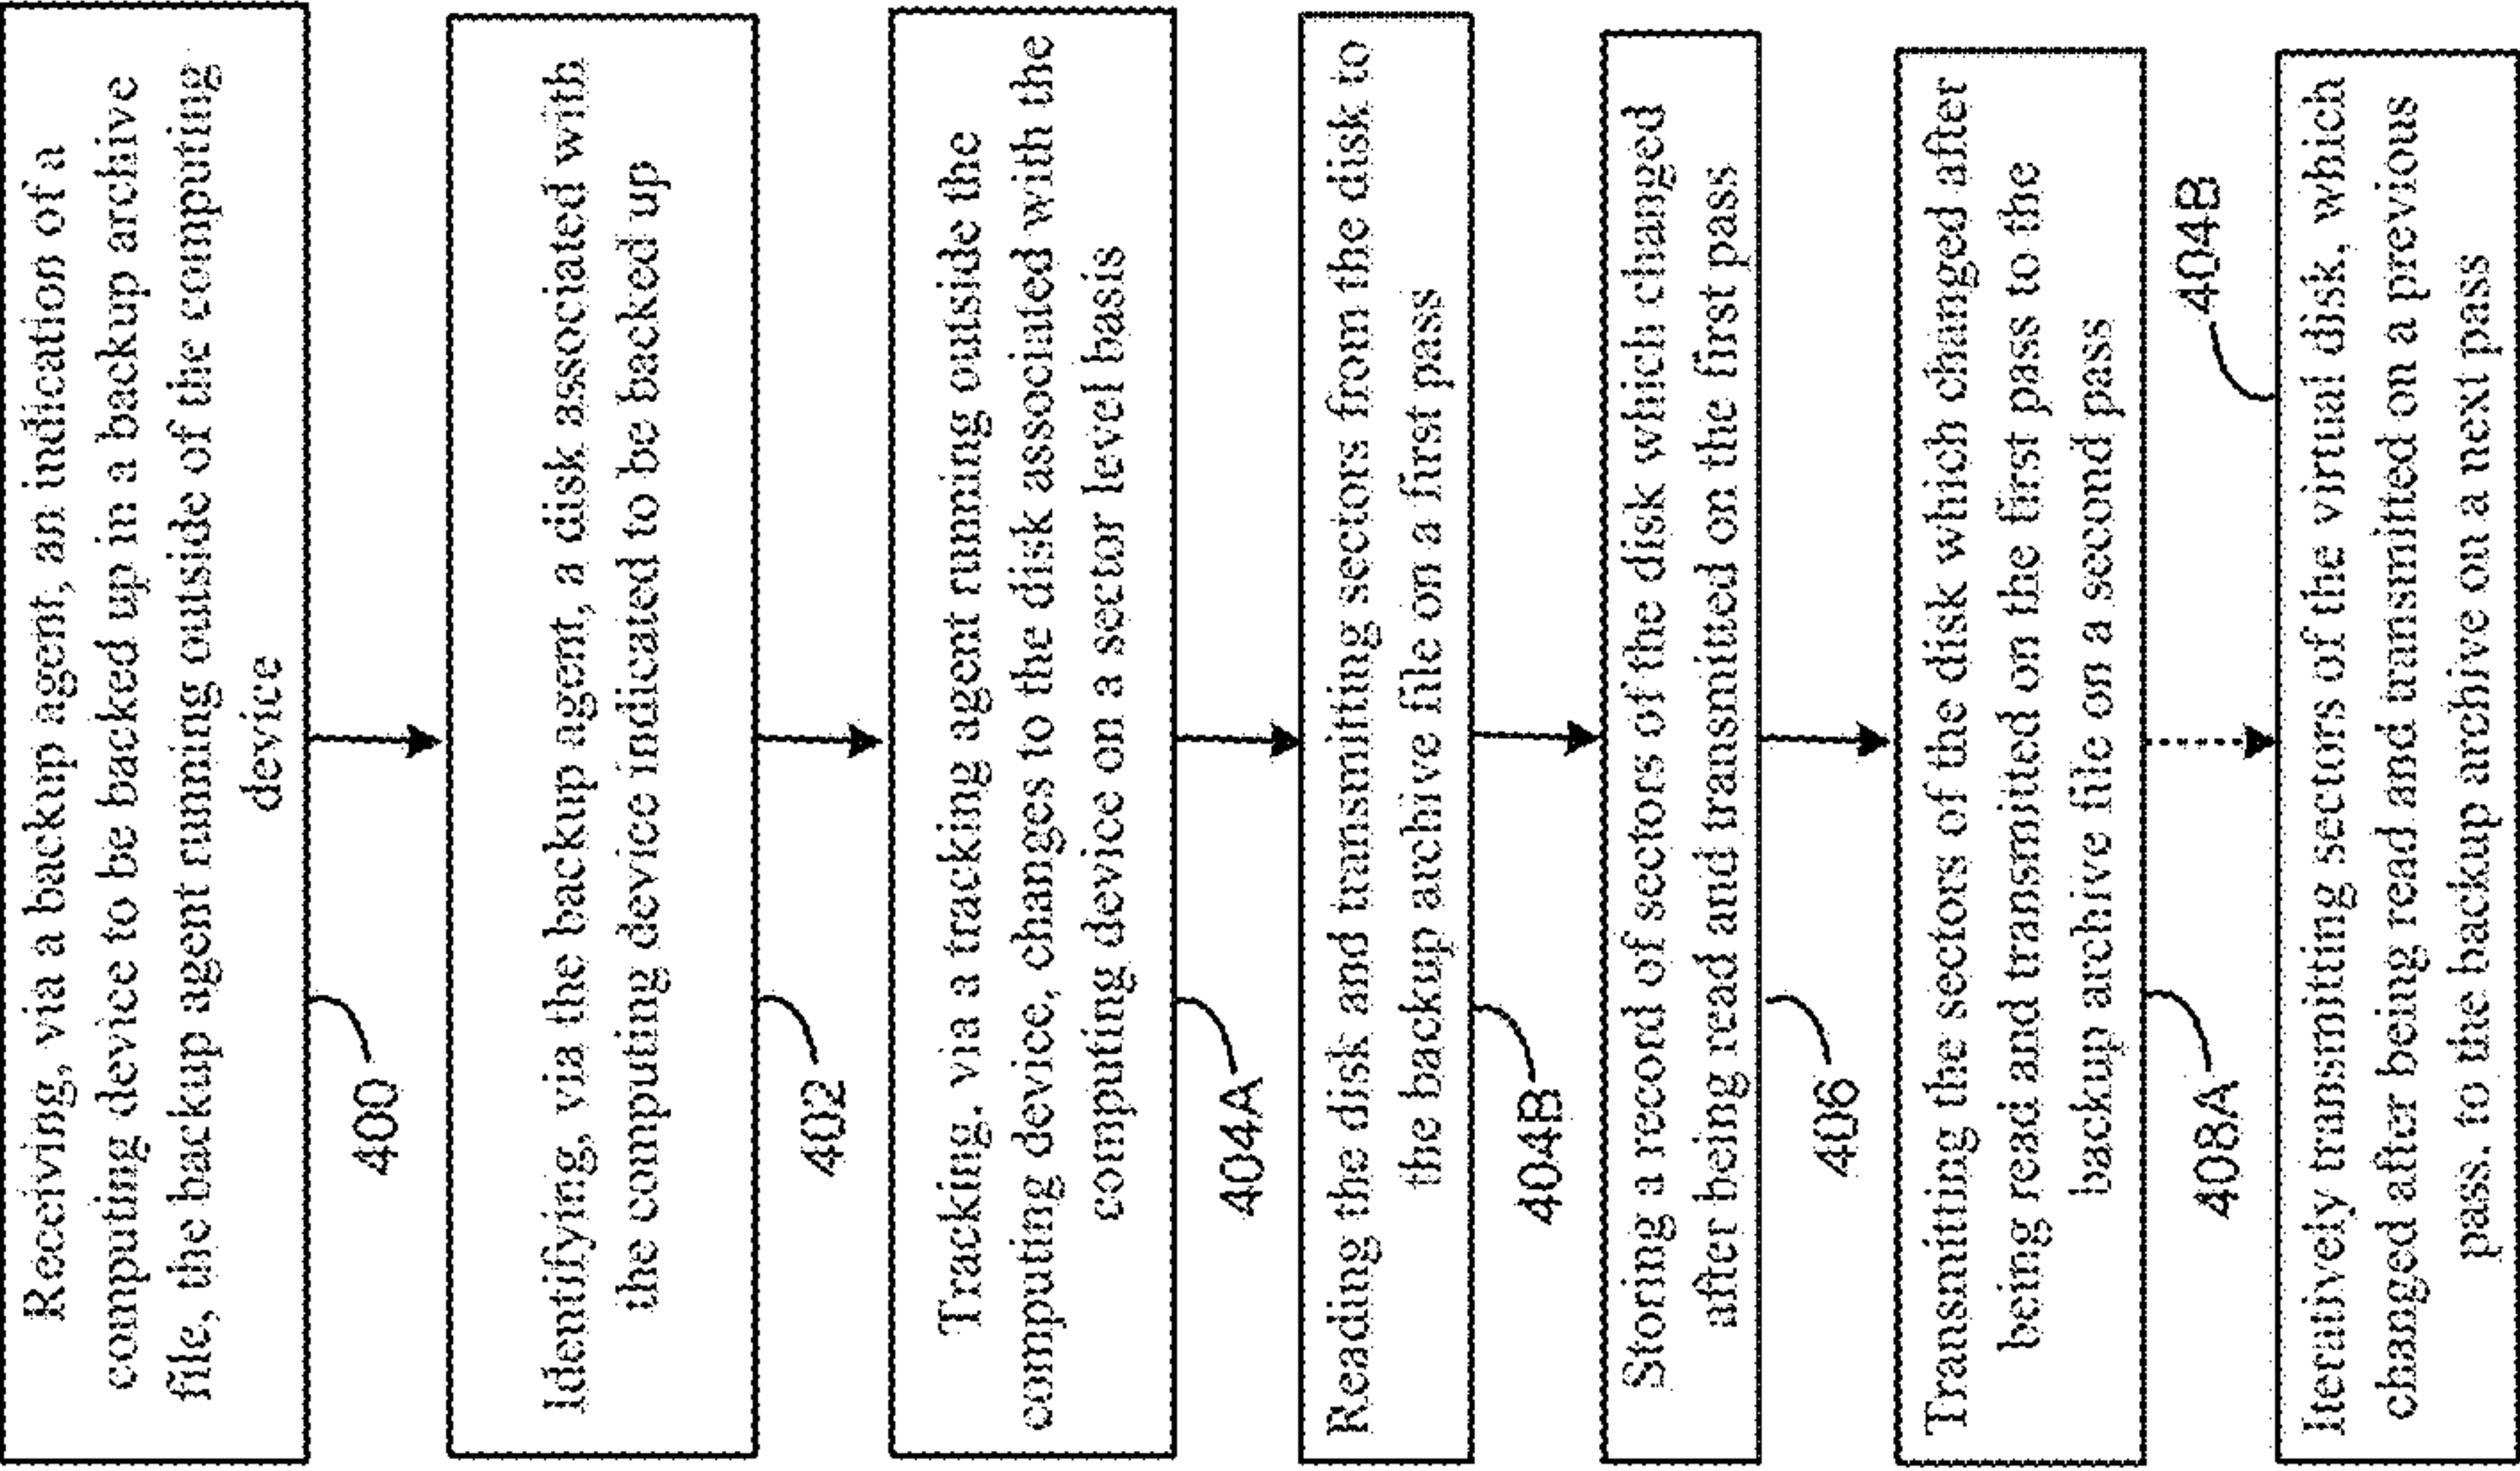 Receiving, via a backup agent, an indication of a
computing device to be backed up in a backup archive
file, the backup agent running outside of the computing
device
400
Identifying, via the backup agent, a disk associated with
the computing device indicated to be backed up
402
Tracking, via a tracking agent running outside the
computing device, changes to the disk associated with the
computing device on a sector level basis
404A
Reading the disk and transmitting sectors from the disk to
the backup archive file on a first pass
404B
Storing a record of sectors of the disk which changed
after being read and transmitted on the first pass
406
Transmitting the sectors of the disk which changed after
being read and transmitted on the first pass to the
backup archive file on a second pass
408A
404B
Iteratively transmitting sectors of the virtual disk, which
changed after being read and transmitted on a previous
pass, to the backup archive on a next pass